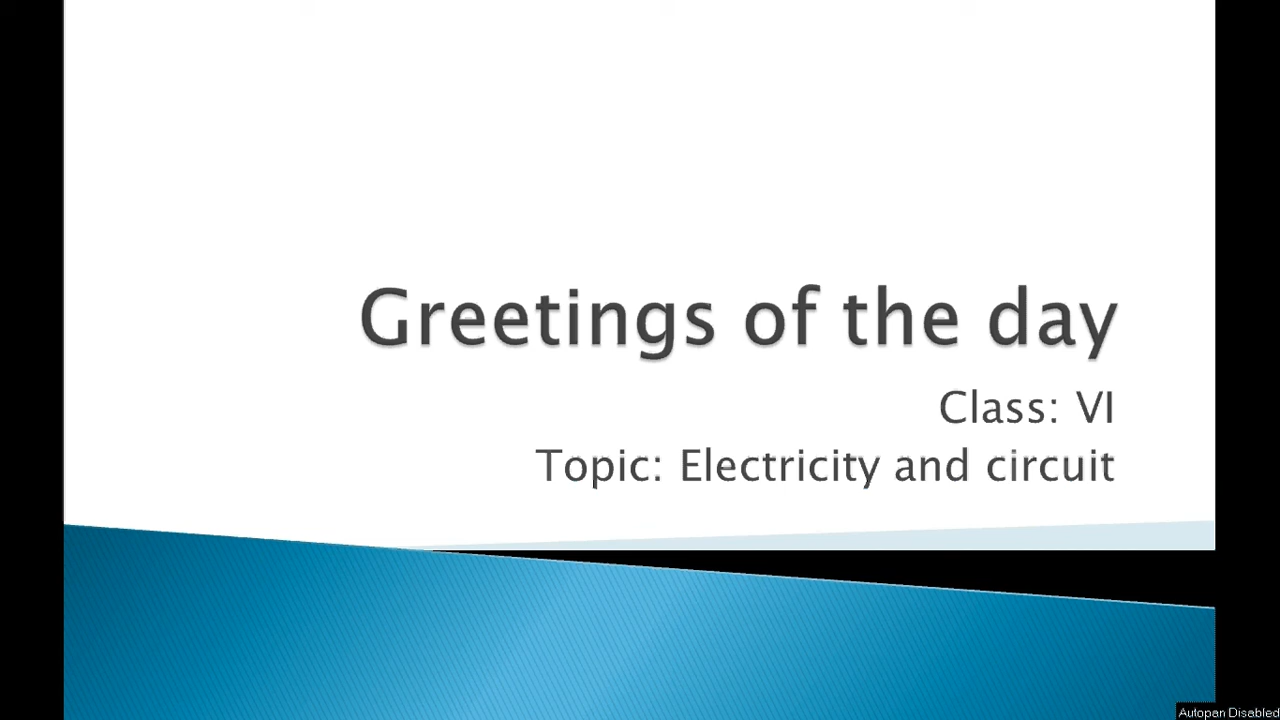 Greetings of the day
Class: VI
Topic: Electricity and circuit
Autopan Disabled